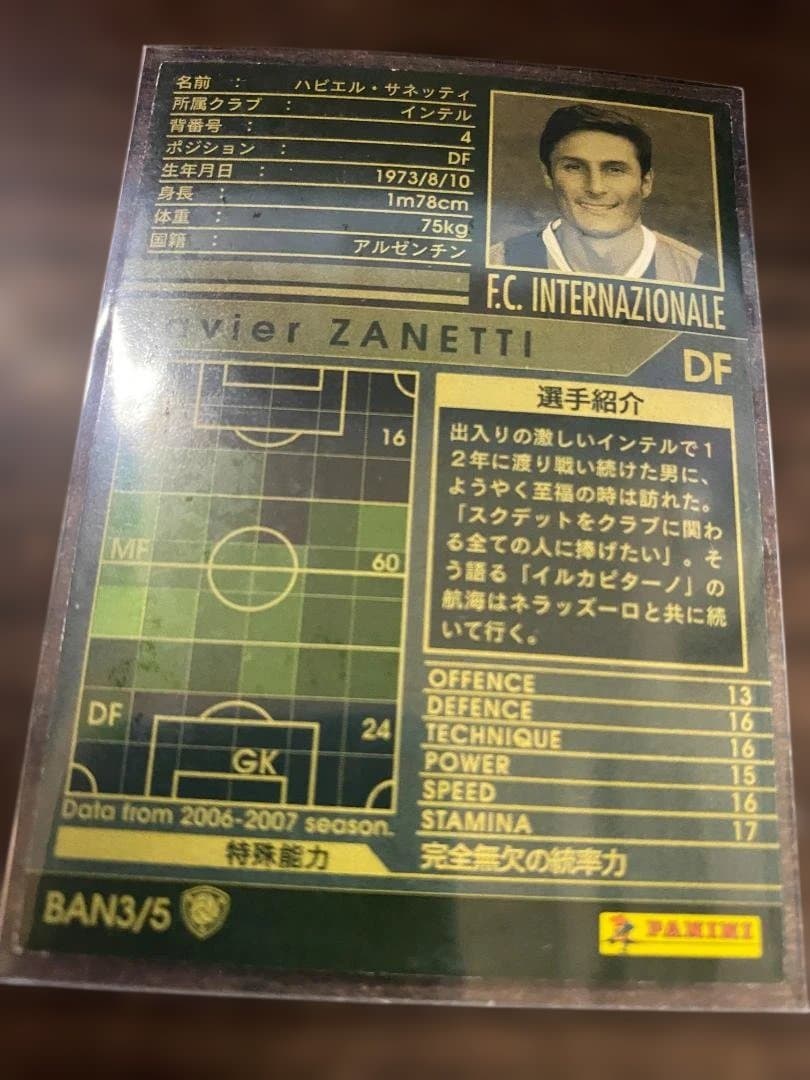 名前 : ハビエル・サネッティ
所属クラブ : インテル
背番号 : 4
ポジション : DF
生年月日 : 1973/8/10
身長 : 1m78cm
体重 : 75kg
国籍 : アルゼンチン
F.C. INTERNAZIONALE
avier ZANETTI
DF
16
MF
60
DF
24
GK
Data from 2006-2007 season.
選手紹介
出入りの激しいインテルで1
2年に渡り戦い続けた男に、
ようやく至福の時は訪れた。
「スクデットをクラブに関わ
る全ての人に捧げたい」。そ
う語る「イルカピターノ」の
航海はネラッズーロと共に続
いて行く。
OFFENCE 13
DEFENCE 16
TECHNIQUE 16
POWER 15
SPEED 16
STAMINA 17
特殊能力 完全無欠の統率力
BAN3/5
PANINI